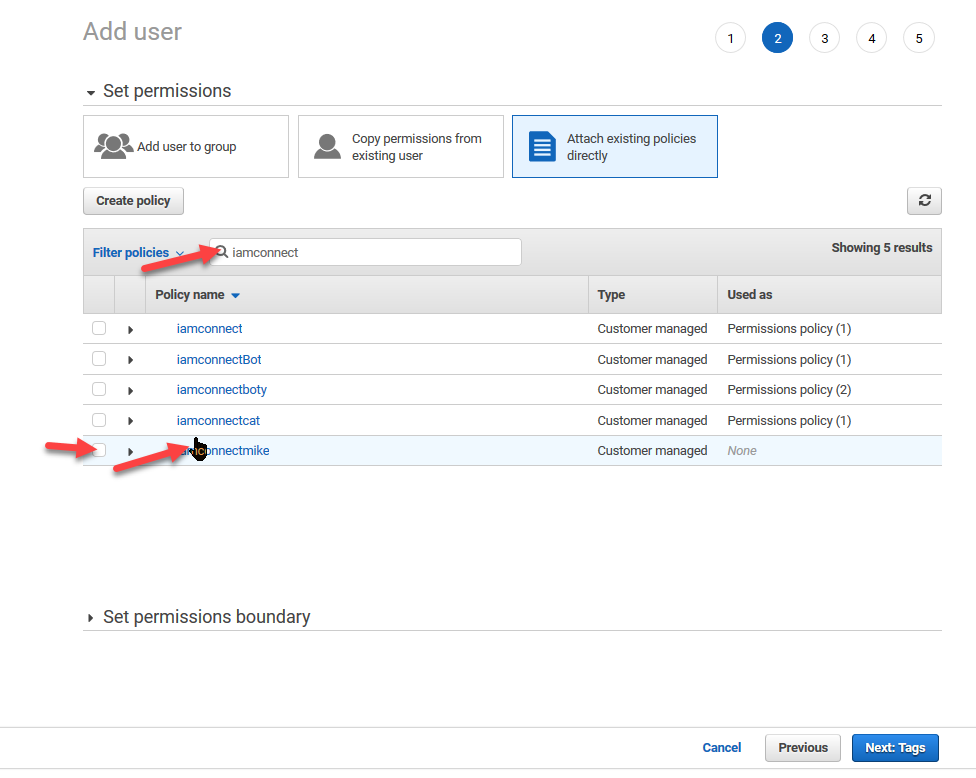 Add user
1 2 3 4 5
Set permissions
Add user to group
Copy permissions from
existing user
Attach existing policies
directly
Create policy
Filter policies iamconnect Showing 5 results
Policy name Type Used as
iamconnect Customer managed Permissions policy (1)
iamconnectBot Customer managed Permissions policy (1)
iamconnectboty Customer managed Permissions policy (2)
iamconnectcat Customer managed Permissions policy (1)
iamconnectmike Customer managed None
Set permissions boundary
Cancel Previous Next: Tags